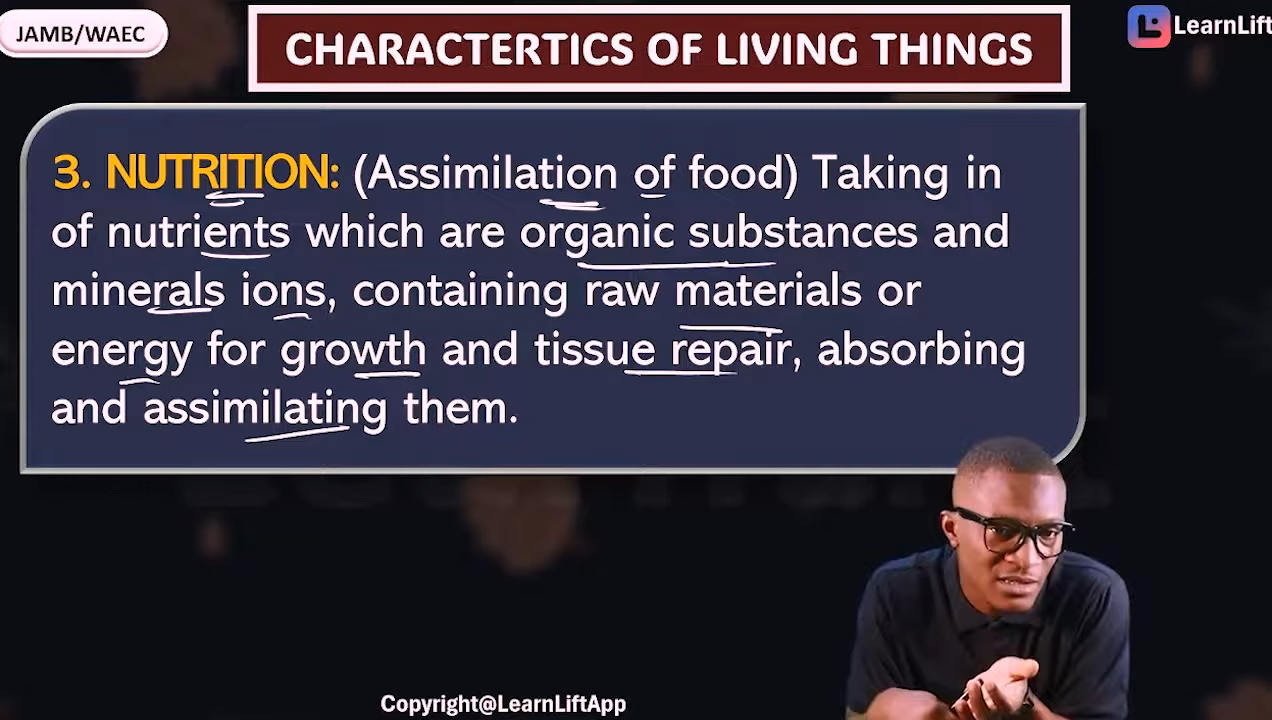 JAMB/WAEC
CHARACTERTICS OF LIVING THINGS
LearnLift
3. NUTRITION: (Assimilation of food) Taking in
of nutrients which are organic substances and
minerals ions, containing raw materials or
energy for growth and tissue repair, absorbing
and assimilating them.
Copyright@LearnLiftApp